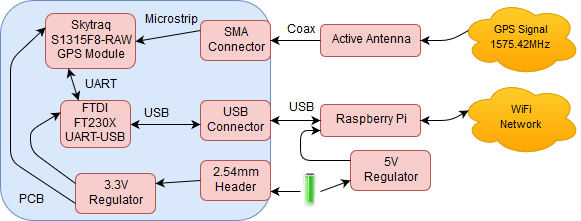 Skytraq
S1315F8-RAW
GPS Module
Microstrip
SMA
Connector
Coax
Active Antenna
GPS Signal
1575.42MHz
UART
FTDI
FT230X
UART-USB
USB
USB
Connector
USB
Raspberry Pi
WiFi
Network
3.3V
Regulator
2.54mm
Header
5V
Regulator
PCB